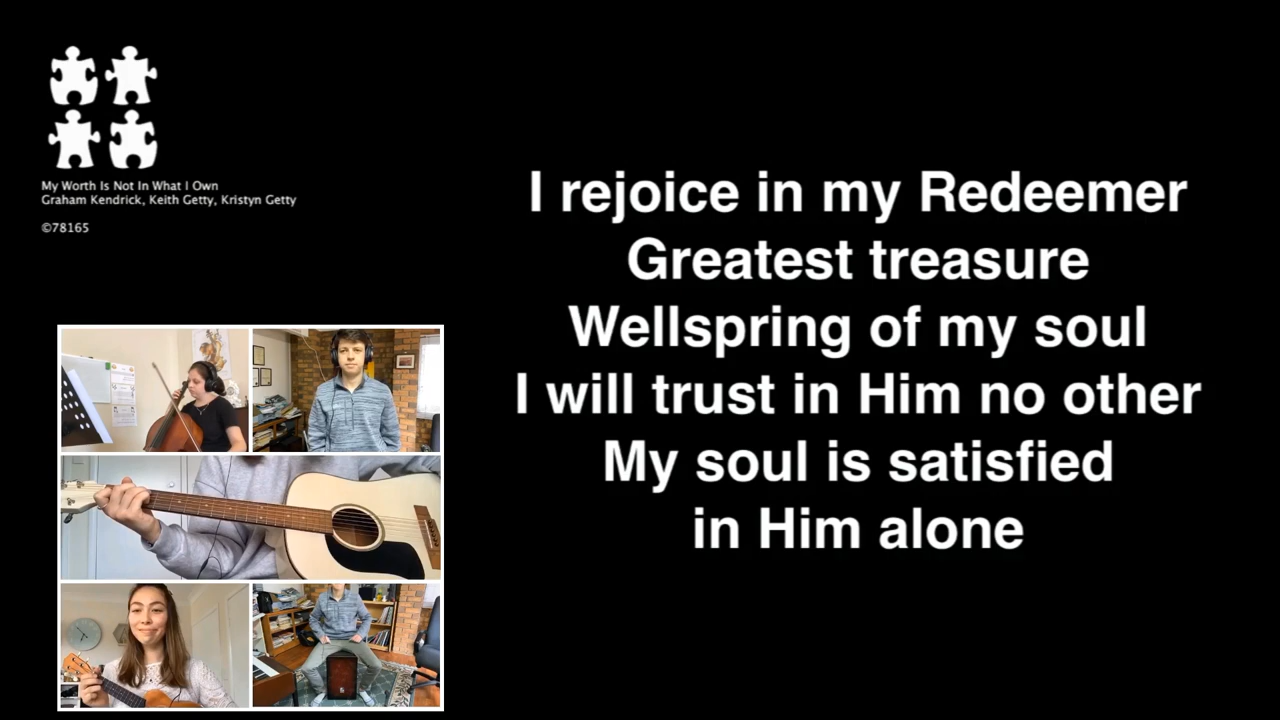 My Worth Is Not In What I Own
Graham Kendrick, Keith Getty, Kristyn Getty
©78165
I rejoice in my Redeemer
Greatest treasure
Wellspring of my soul
I will trust in Him no other
My soul is satisfied
in Him alone